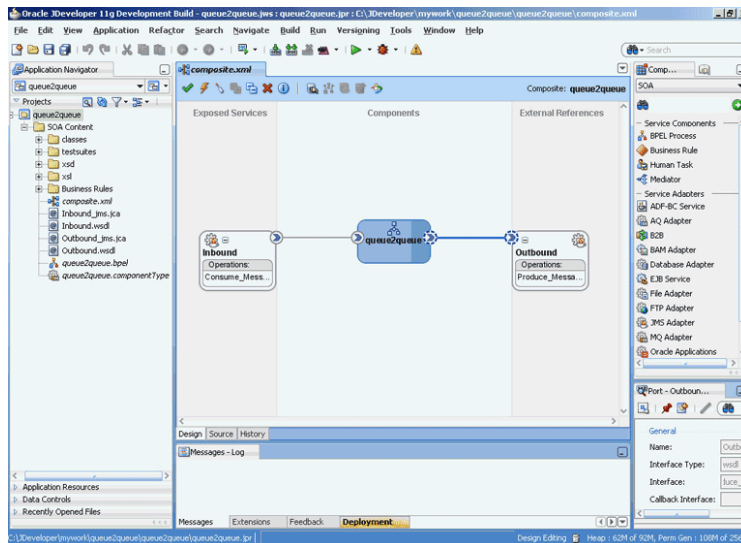 Oracle JDeveloper 11g Development Build - queue2queue.jws : queue2queue.jpr : C:\JDeveloper\mywork\queue2queue\queue2queue\composite.xml
File Edit View Application Refactor Search Navigate Build Run Versioning Tools Window Help
Search
Application Navigator
queue2queue
Projects
queue2queue
SOA Content
classes
testsuites
xsd
xsl
Business Rules
composite.xml
Inbound_jms.jca
Inbound.wsdl
Outbound_jms.jca
Outbound.wsdl
queue2queue.bpel
queue2queue.componentType
Application Resources
Data Controls
Recently Opened Files
composite.xml
Composite: queue2queue
Exposed Services
Components
External References
Inbound
Operations:
Consume_Mess...
queue2queue
Outbound
Operations:
Produce_Messa...
Design Source History
Messages - Log
Messages Extensions Feedback Deployment
Comp...
SOA
Service Components
BPEL Process
Business Rule
Human Task
Mediator
Service Adapters
ADF-BC Service
AQ Adapter
B2B
BAM Adapter
Database Adapter
EJB Service
File Adapter
FTP Adapter
JMS Adapter
MQ Adapter
Oracle Applications
Port - Outboun...
General
Name: Outb
Interface Type: wsdl
Interface: luce_
Callback Interface:
C:\JDeveloper\mywork\queue2queue\queue2queue\queue2queue.jpr
Design Editing Heap : 62M of 92M, Perm Gen : 108M of 256